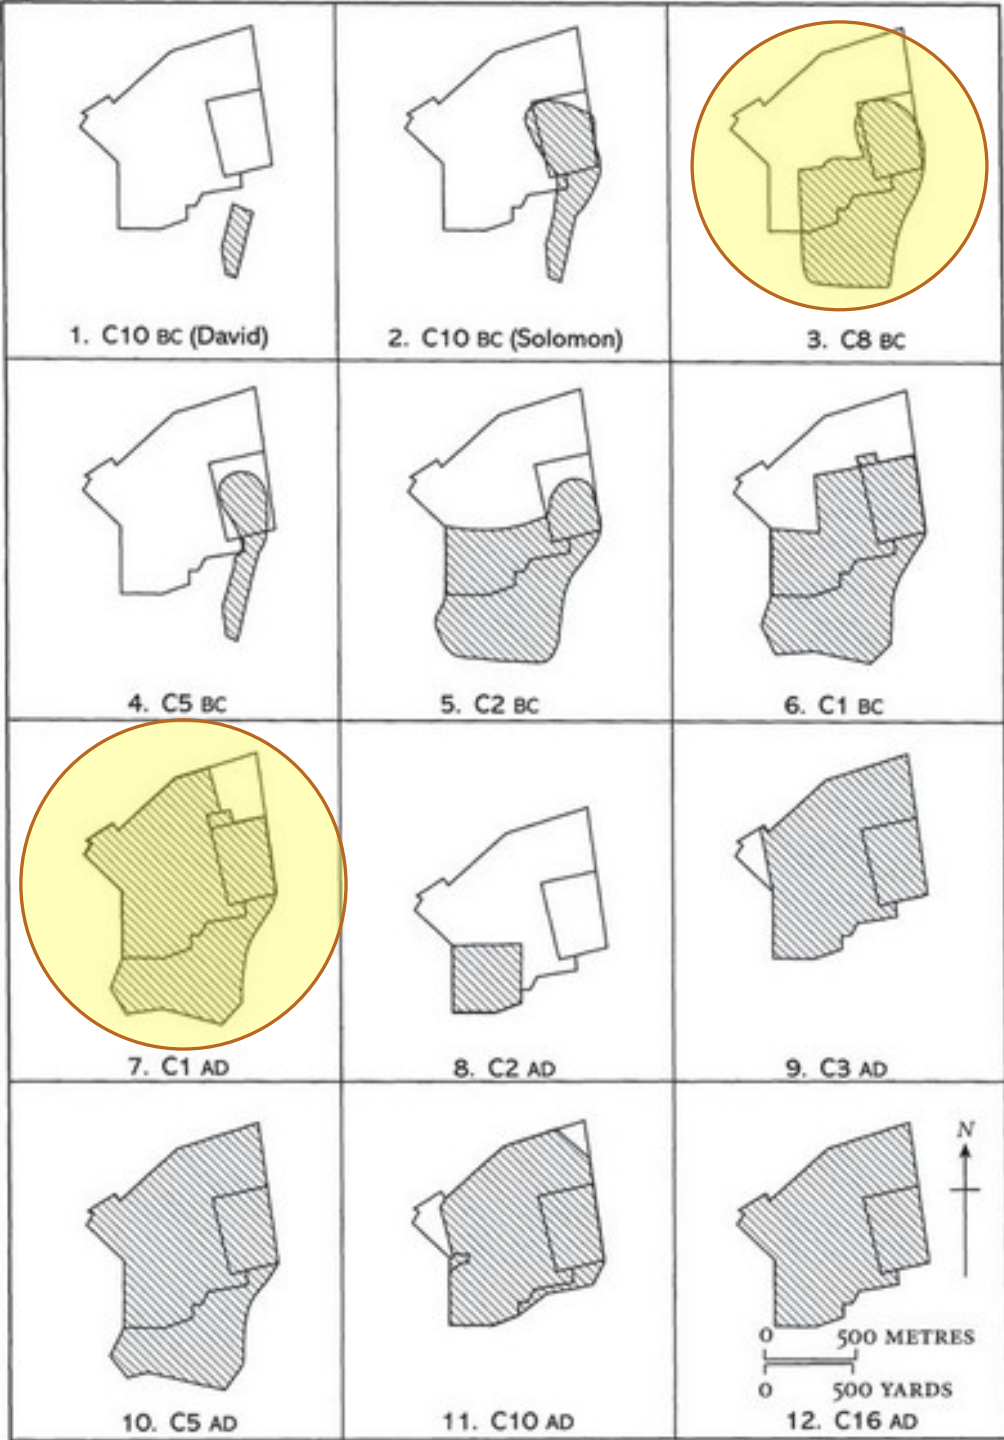 1. C10 BC (David)
2. C10 BC (Solomon)
3. C8 BC
4. C5 BC
5. C2 BC
6. C1 BC
7. C1 AD
8. C2 AD
9. C3 AD
10. C5 AD
11. C10 AD
N
0 500 METRES
0 500 YARDS
12. C16 AD